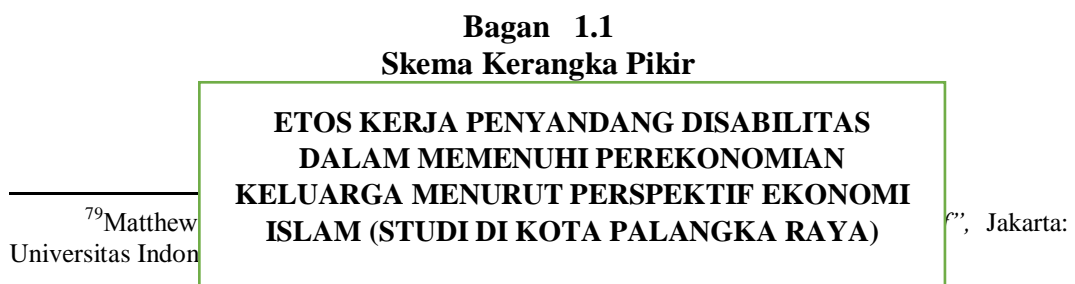 Bagan 1.1
Skema Kerangka Pikir
ETOS KERJA PENYANDANG DISABILITAS
DALAM MEMENUHI PEREKONOMIAN
KELUARGA MENURUT PERSPEKTIF EKONOMI
ISLAM (STUDI DI KOTA PALANGKA RAYA)
79Matthew ”, Jakarta:
Universitas